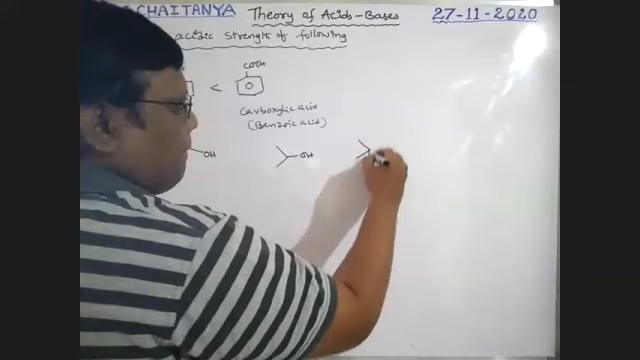 CHAITANYA Theory of Acids-Bases 27-11-2020
acidic strength of following
COOH
<
Carboxylic acid
(Benzoic acid)
OH
OH